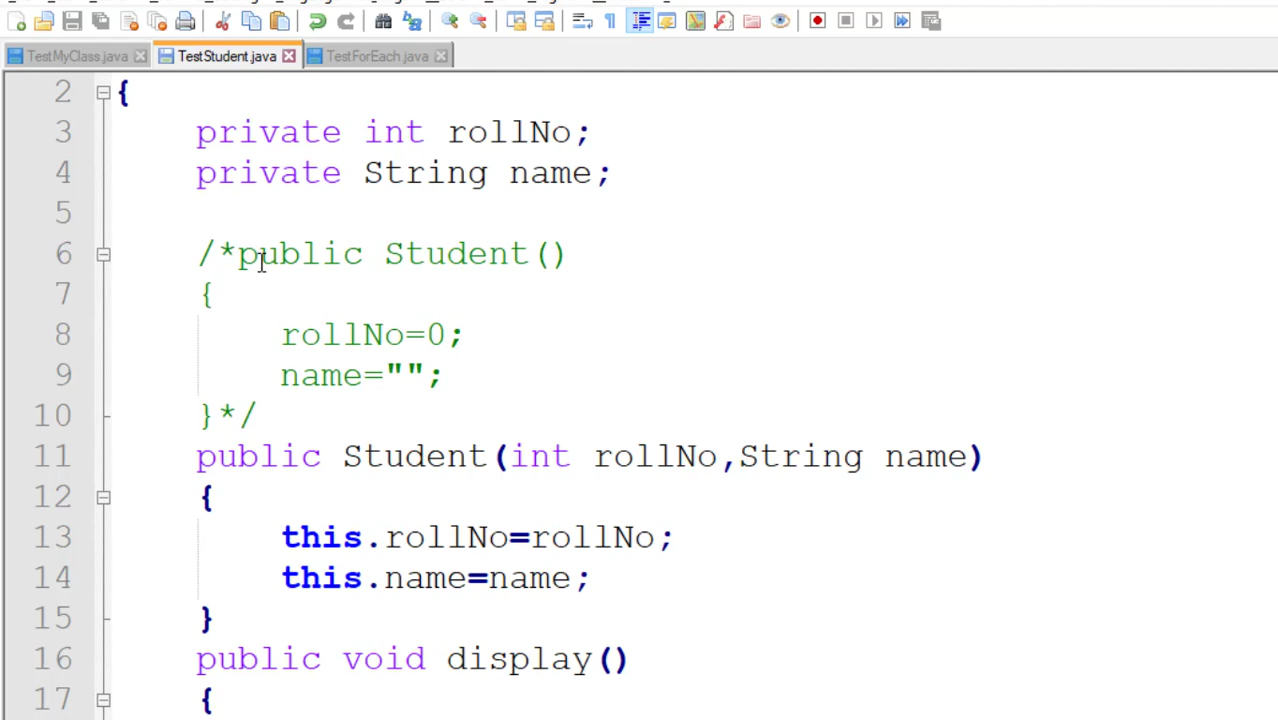 TestMyClass.java TestStudent.java TestForEach.java
2 {
3 private int rollNo;
4 private String name;
5
6 /*public Student()
7 {
8 rollNo=0;
9 name="";
10 }*/
11 public Student(int rollNo,String name)
12 {
13 this.rollNo=rollNo;
14 this.name=name;
15 }
16 public void display()
17 {